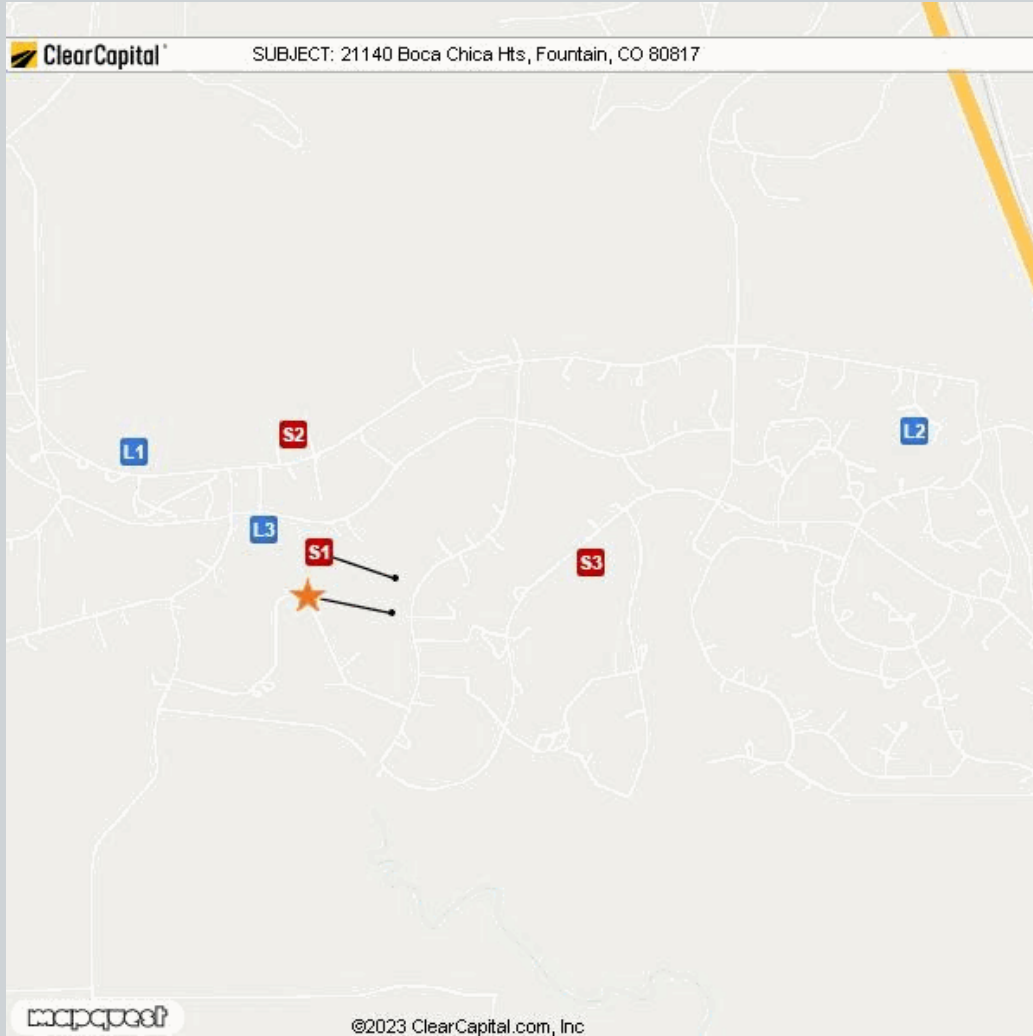 ClearCapital SUBJECT: 21140 Boca Chica Hts, Fountain, CO 80817
S2
L2
L1
L3
S1
S3
mapquest
©2023 ClearCapital.com, Inc